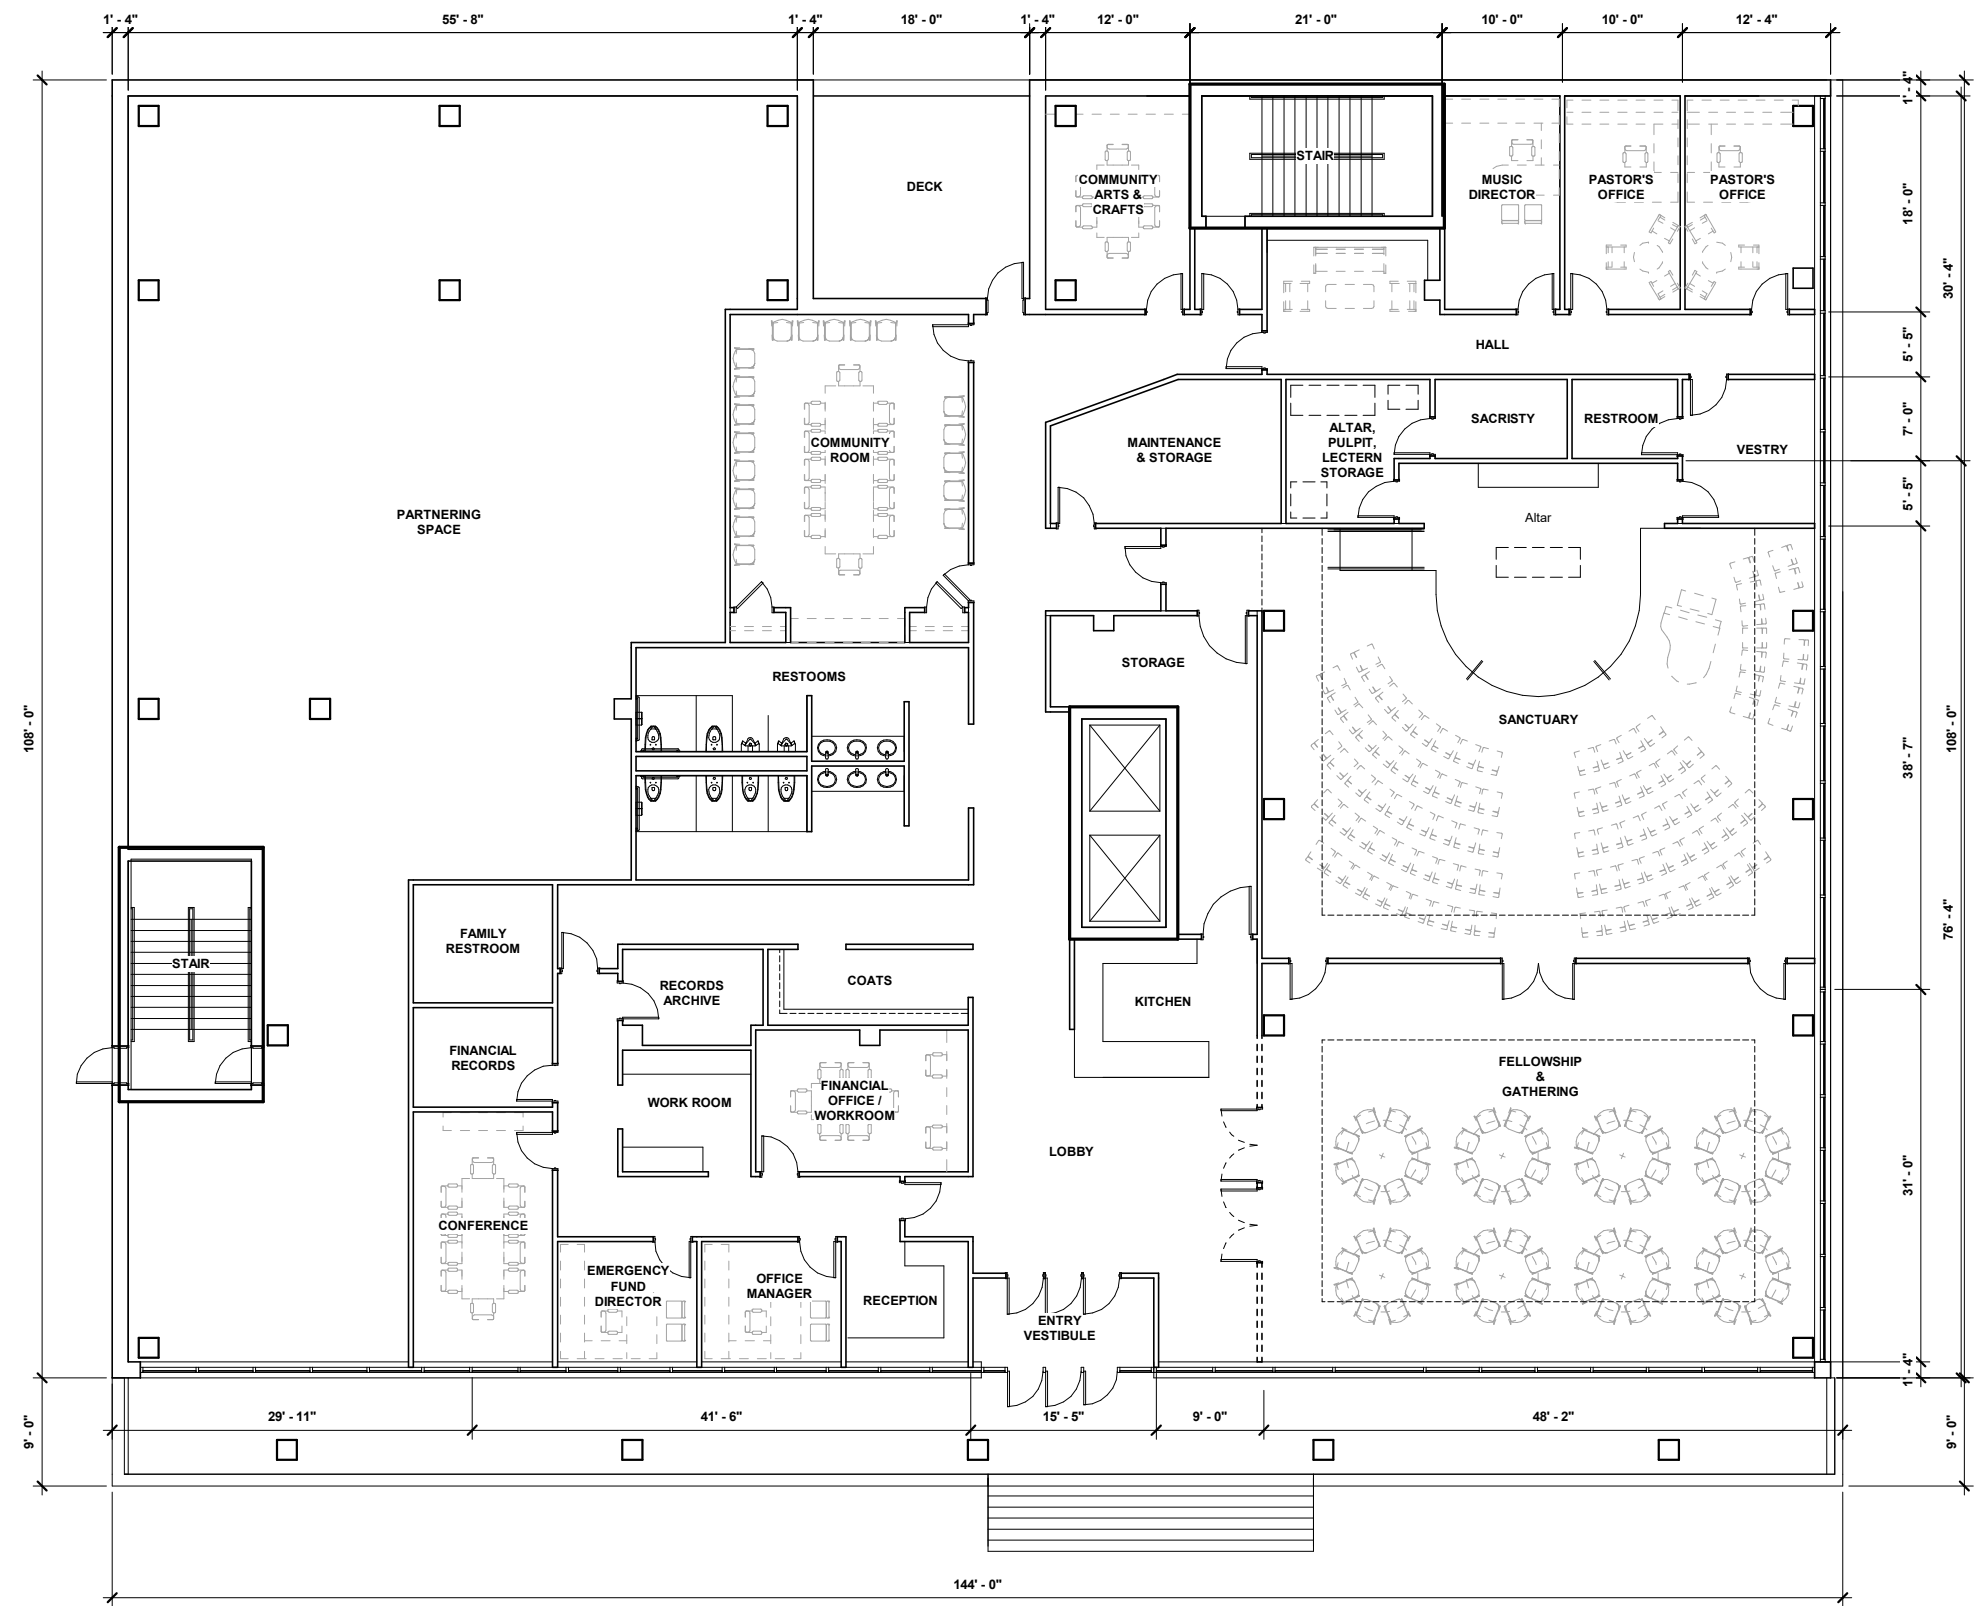 1' - 4"
55' - 8"
1' - 4"
18' - 0"
1' - 4"
12' - 0"
21' - 0"
10' - 0"
10' - 0"
12' - 4"
1' - 4"
STAIR
DECK
COMMUNITY
ARTS &
CRAFTS
MUSIC
DIRECTOR
PASTOR'S
OFFICE
PASTOR'S
OFFICE
18' - 0"
30' - 4"
HALL
5' - 5"
COMMUNITY
ROOM
MAINTENANCE
& STORAGE
ALTAR,
PULPIT,
LECTERN
STORAGE
SACRISTY
RESTROOM
VESTRY
7' - 0"
PARTNERING
SPACE
Altar
5' - 5"
RESTOOMS
STORAGE
SANCTUARY
108' - 0"
38' - 7"
108' - 0"
76' - 4"
STAIR
FAMILY
RESTROOM
RECORDS
ARCHIVE
COATS
KITCHEN
FINANCIAL
RECORDS
WORK ROOM
FINANCIAL
OFFICE /
WORKROOM
FELLOWSHIP
&
GATHERING
LOBBY
31' - 0"
CONFERENCE
EMERGENCY
FUND
DIRECTOR
OFFICE
MANAGER
RECEPTION
ENTRY
VESTIBULE
1' - 4"
9' - 0"
29' - 11"
41' - 6"
15' - 5"
9' - 0"
48' - 2"
9' - 0"
144' - 0"